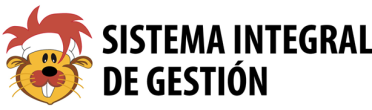 SISTEMA INTEGRAL
DE GESTIÓN